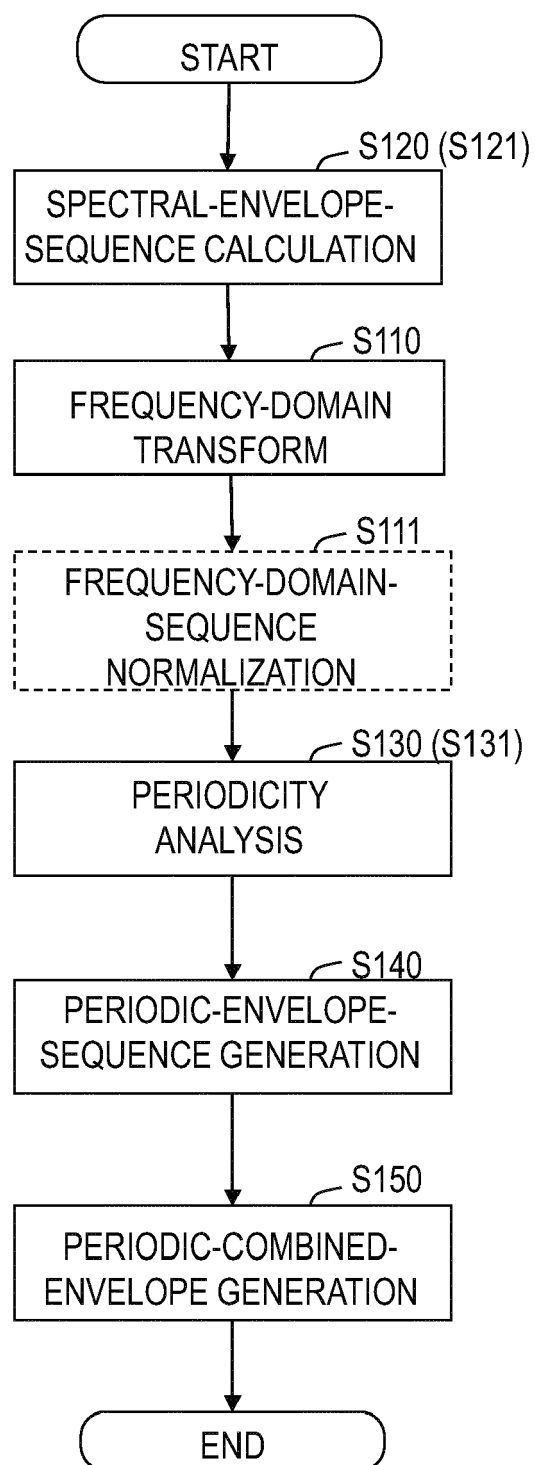 START
S120 (S121)
SPECTRAL-ENVELOPE-
SEQUENCE CALCULATION
S110
FREQUENCY-DOMAIN
TRANSFORM
S111
FREQUENCY-DOMAIN-
SEQUENCE
NORMALIZATION
S130 (S131)
PERIODICITY
ANALYSIS
S140
PERIODIC-ENVELOPE-
SEQUENCE GENERATION
S150
PERIODIC-COMBINED-
ENVELOPE GENERATION
END